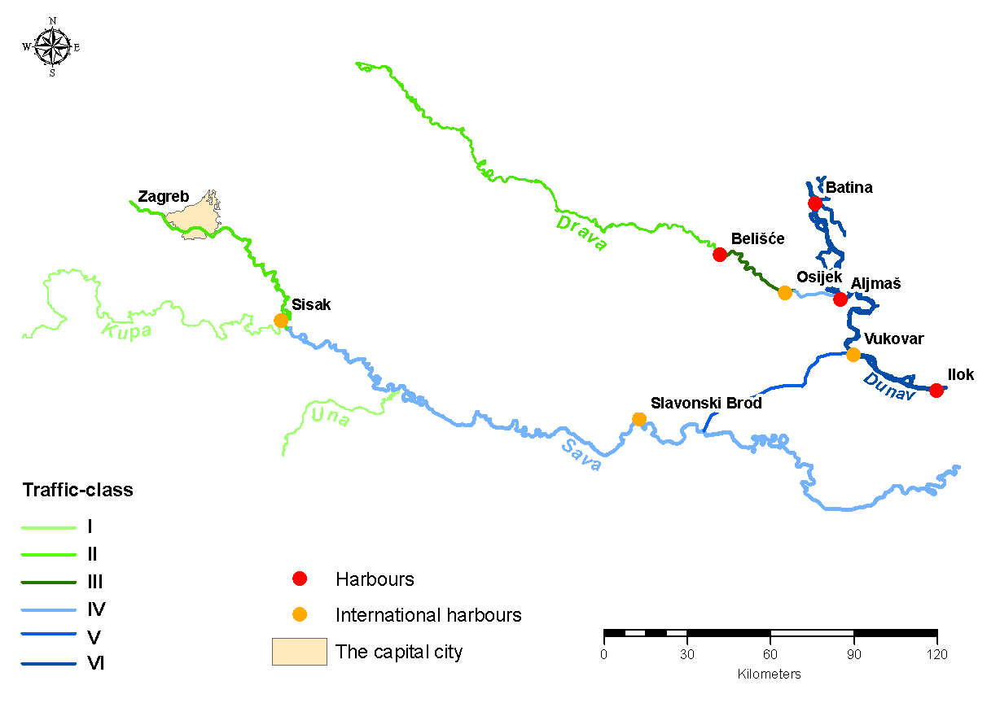 N
W E
S
Batina
Zagreb
Drava
Belišće
Osijek
Aljmaš
Sisak
Kupa
Vukovar
Ilok
Dunav
Slavonski Brod
Una
Sava
Traffic-class
I
II
III
IV
V
VI
Harbours
International harbours
The capital city
0 30 60 90 120
Kilometers